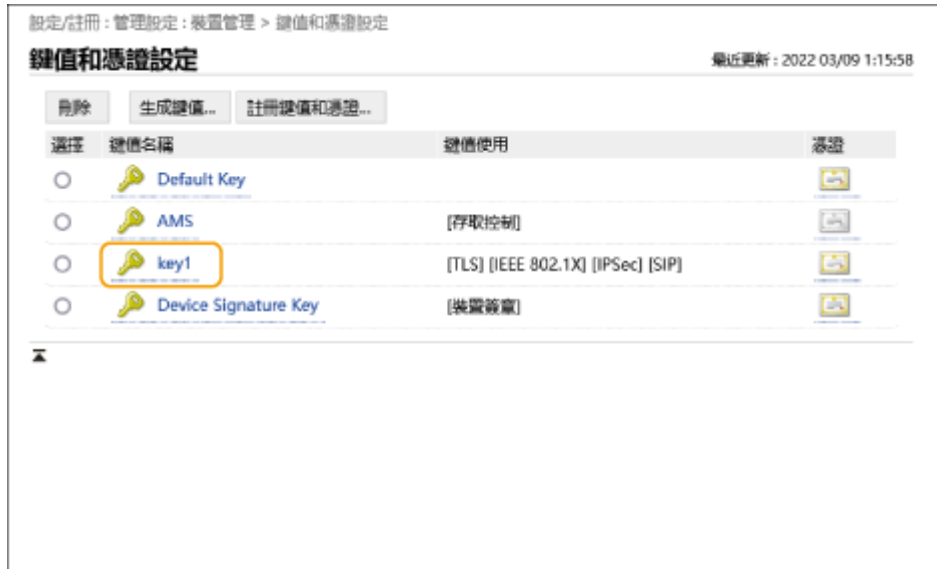 設定/註冊 : 管理設定 : 裝置管理 > 鍵值和憑證設定
鍵值和憑證設定 最近更新 : 2022 03/09 1:15:58
刪除 生成鍵值... 註冊鍵值和憑證...
選擇 鍵值名稱 鍵值使用 憑證
Default Key
AMS [存取控制]
key1 [TLS] [IEEE 802.1X] [IPSec] [SIP]
Device Signature Key [裝置簽章]